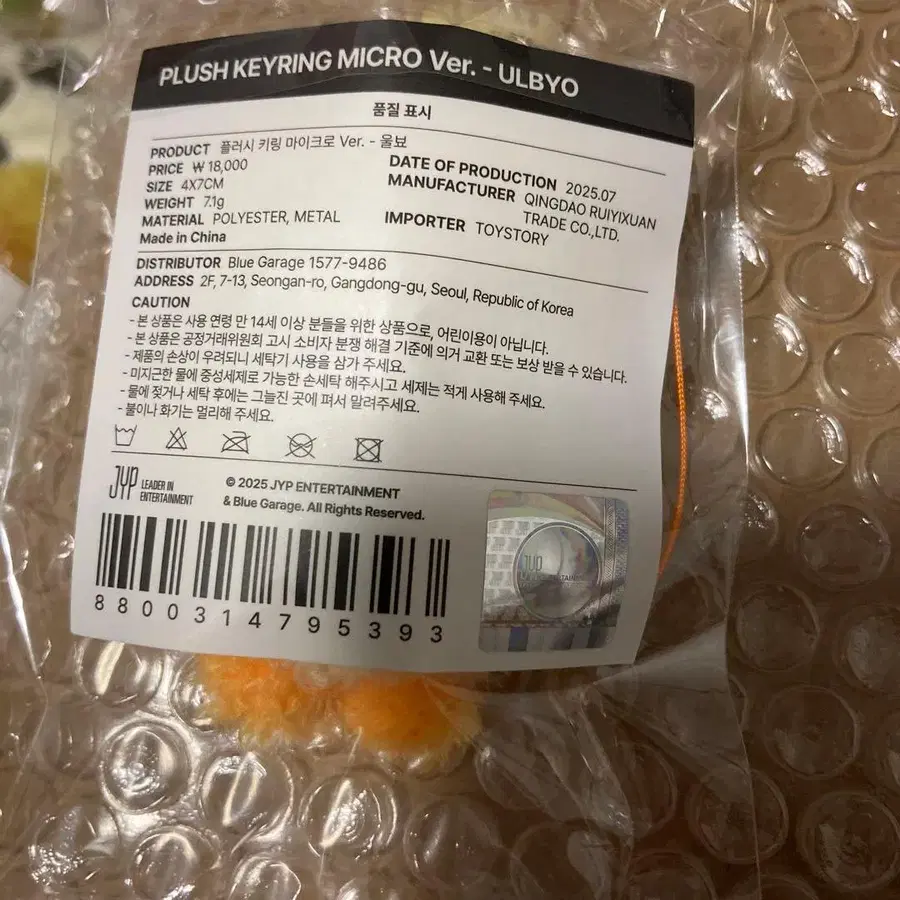 PLUSH KEYRING MICRO Ver. - ULBYO
품질 표시
PRODUCT 플러시 키링 마이크로 Ver. - 울뵤
PRICE ₩ 18,000
SIZE 4X7CM
WEIGHT 7.1g
MATERIAL POLYESTER, METAL
Made in China
DATE OF PRODUCTION 2025.07
MANUFACTURER QINGDAO RUIYIXUAN
TRADE CO.,LTD.
IMPORTER TOYSTORY
DISTRIBUTOR Blue Garage 1577-9486
ADDRESS 2F, 7-13, Seongan-ro, Gangdong-gu, Seoul, Republic of Korea
CAUTION
- 본 상품은 사용 연령 만 14세 이상 분들을 위한 상품으로, 어린이용이 아닙니다.
- 본 상품은 공정거래위원회 고시 소비자 분쟁 해결 기준에 의거 교환 또는 보상 받을 수 있습니다.
- 제품의 손상이 우려되니 세탁기 사용을 삼가 주세요.
- 미지근한 물에 중성세제로 가능한 손세탁 해주시고 세제는 적게 사용해 주세요.
- 물에 젖거나 세탁 후에는 그늘진 곳에 펴서 말려주세요.
- 불이나 화기는 멀리해 주세요.
JYP LEADER IN
ENTERTAINMENT
© 2025 JYP ENTERTAINMENT
& Blue Garage. All Rights Reserved.
8800314795393
JYP